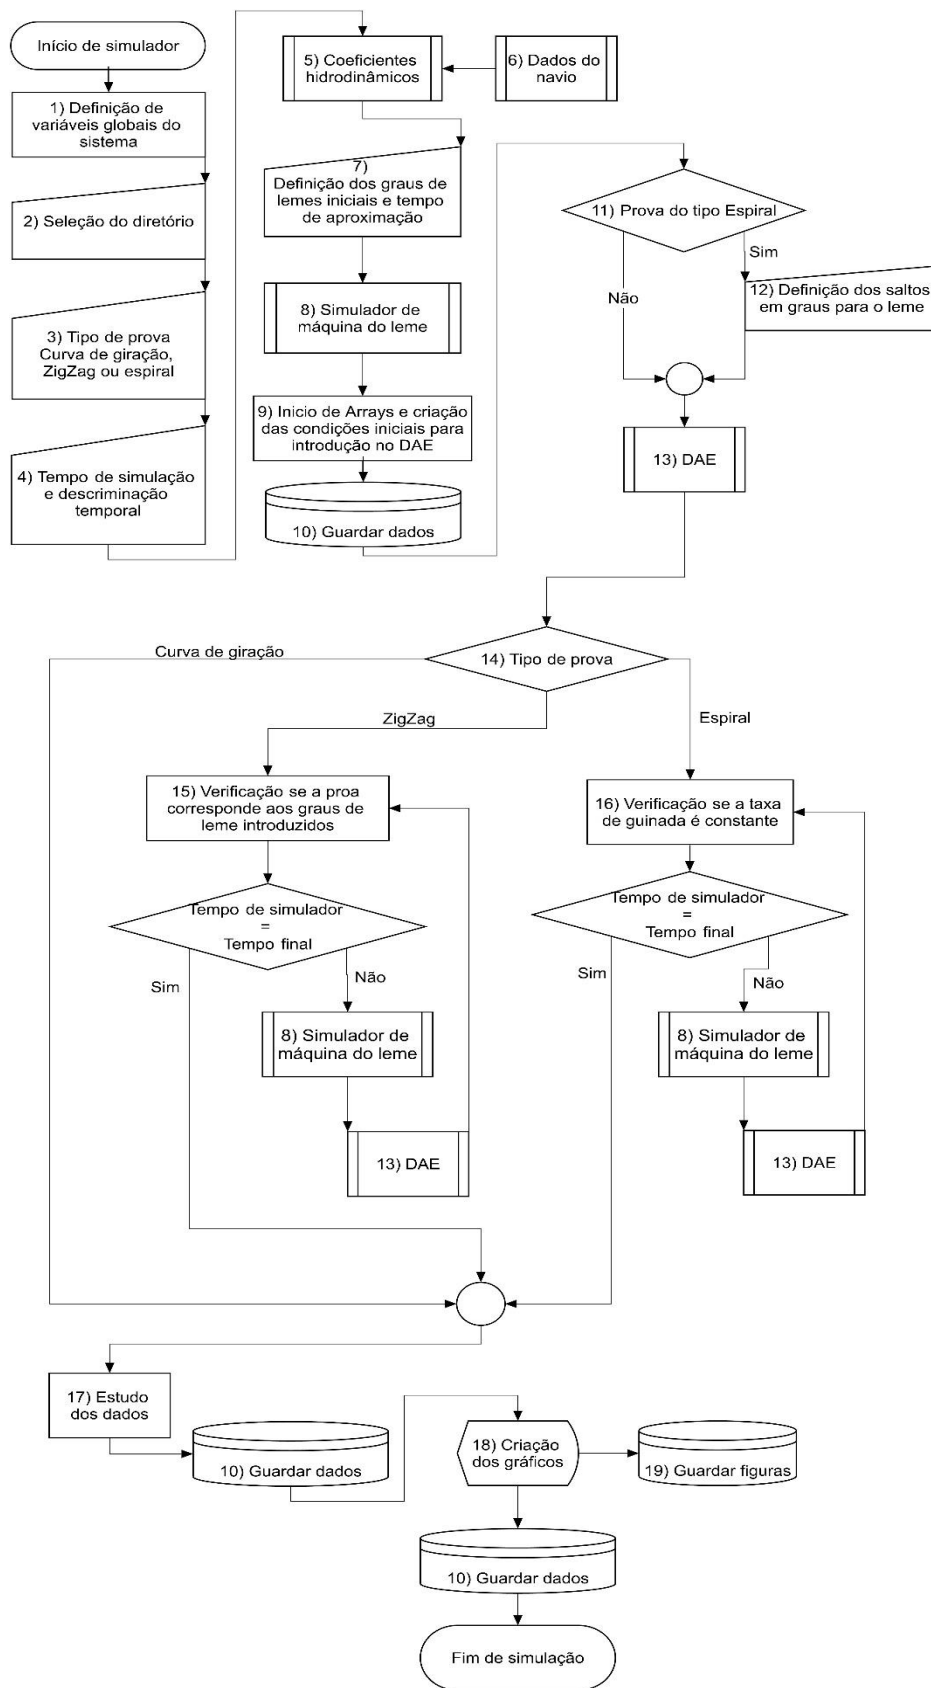 Início de simulador
1) Definição de
variáveis globais do
sistema
2) Seleção do diretório
3) Tipo de prova
Curva de giração,
ZigZag ou espiral
4) Tempo de simulação
e descriminação
temporal
5) Coeficientes
hidrodinâmicos
6) Dados do
navio
7)
Definição dos graus de
lemes iniciais e tempo
de aproximação
8) Simulador de
máquina do leme
9) Inicio de Arrays e criação
das condições iniciais para
introdução no DAE
10) Guardar dados
11) Prova do tipo Espiral
Sim
Não
12) Definição dos saltos
em graus para o leme
13) DAE
14) Tipo de prova
Curva de giração
ZigZag
Espiral
15) Verificação se a proa
corresponde aos graus de
leme introduzidos
Tempo de simulador
=
Tempo final
Sim
Não
8) Simulador de
máquina do leme
13) DAE
16) Verificação se a taxa
de guinada é constante
Tempo de simulador
=
Tempo final
Sim
Não
8) Simulador de
máquina do leme
13) DAE
17) Estudo
dos dados
10) Guardar dados
18) Criação
dos gráficos
19) Guardar figuras
10) Guardar dados
Fim de simulação